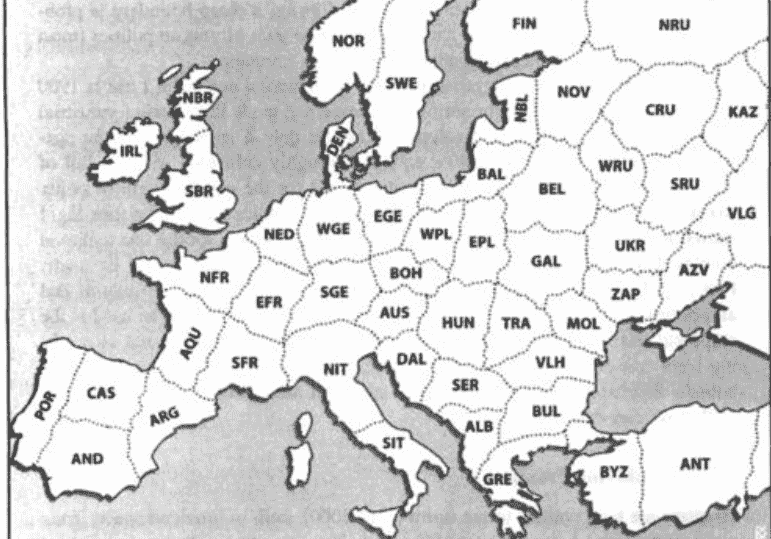 FIN
NRU
NOR
SWE
NBR
NBL
NOV
CRU
KAZ
IRL
DEN
SBR
BAL
BEL
WRU
SRU
VLG
NED
WGE
EGE
WPL
EPL
UKR
GAL
AZV
NFR
EFR
SGE
BOH
ZAP
AUS
HUN
TRA
MOL
AQU
SFR
NIT
DAL
VLH
SER
POR
CAS
ARG
BUL
ALB
AND
SIT
GRE
BYZ
ANT